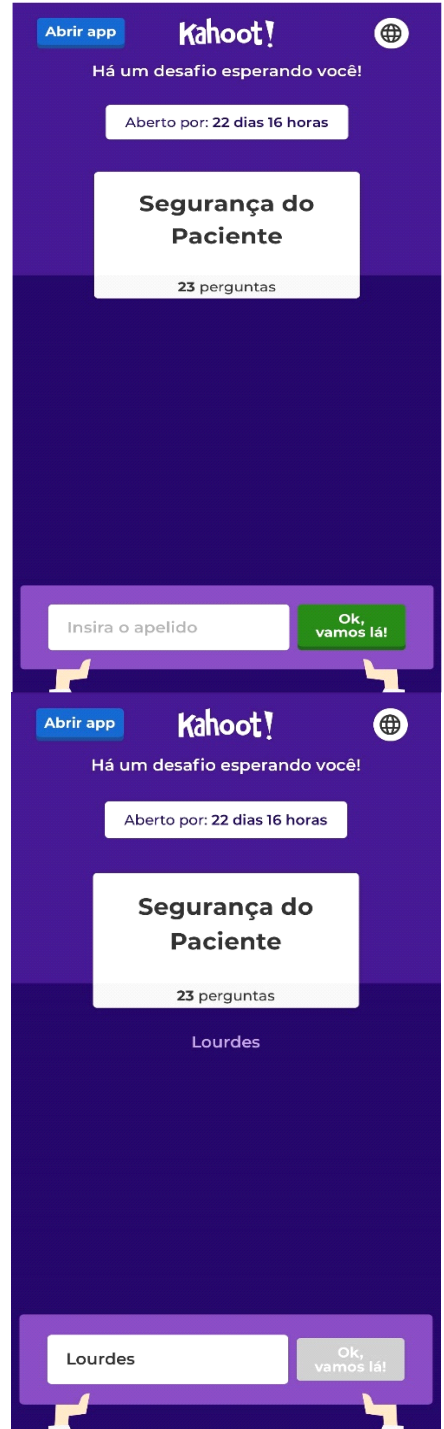 Abrir app
Kahoot!
Há um desafio esperando você!
Aberto por: 22 dias 16 horas
Segurança do
Paciente
23 perguntas
Insira o apelido
Ok,
vamos lá!
Abrir app
Kahoot!
Há um desafio esperando você!
Aberto por: 22 dias 16 horas
Segurança do
Paciente
23 perguntas
Lourdes
Lourdes
Ok,
vamos lá!